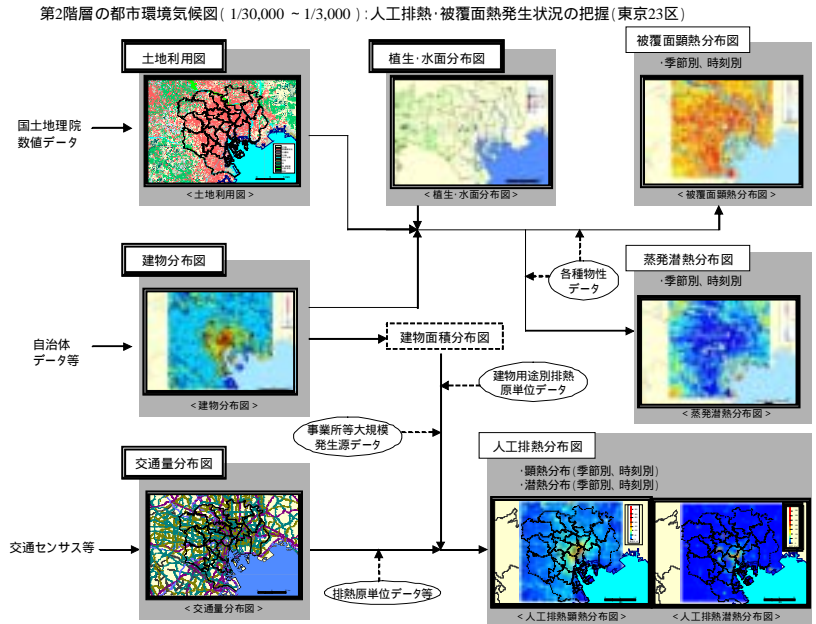 第2階層の都市環境気候図( 1/30,000 ~ 1/3,000 ):人工排熱・被覆面熱発生状況の把握(東京23区)
土地利用図
植生・水面分布図
被覆面顕熱分布図
・季節別、時刻別
国土地理院
数値データ
<土地利用図>
<植生・水面分布図>
<被覆面顕熱分布図>
建物分布図
各種物性
データ
蒸発潜熱分布図
・季節別、時刻別
自治体
データ等
建物面積分布図
<建物分布図>
建物用途別排熱
原単位データ
<蒸発潜熱分布図>
事業所等大規模
発生源データ
交通量分布図
人工排熱分布図
・顕熱分布(季節別、時刻別)
・潜熱分布(季節別、時刻別)
交通センサス等
排熱原単位データ等
<交通量分布図>
<人工排熱顕熱分布図>
<人工排熱潜熱分布図>